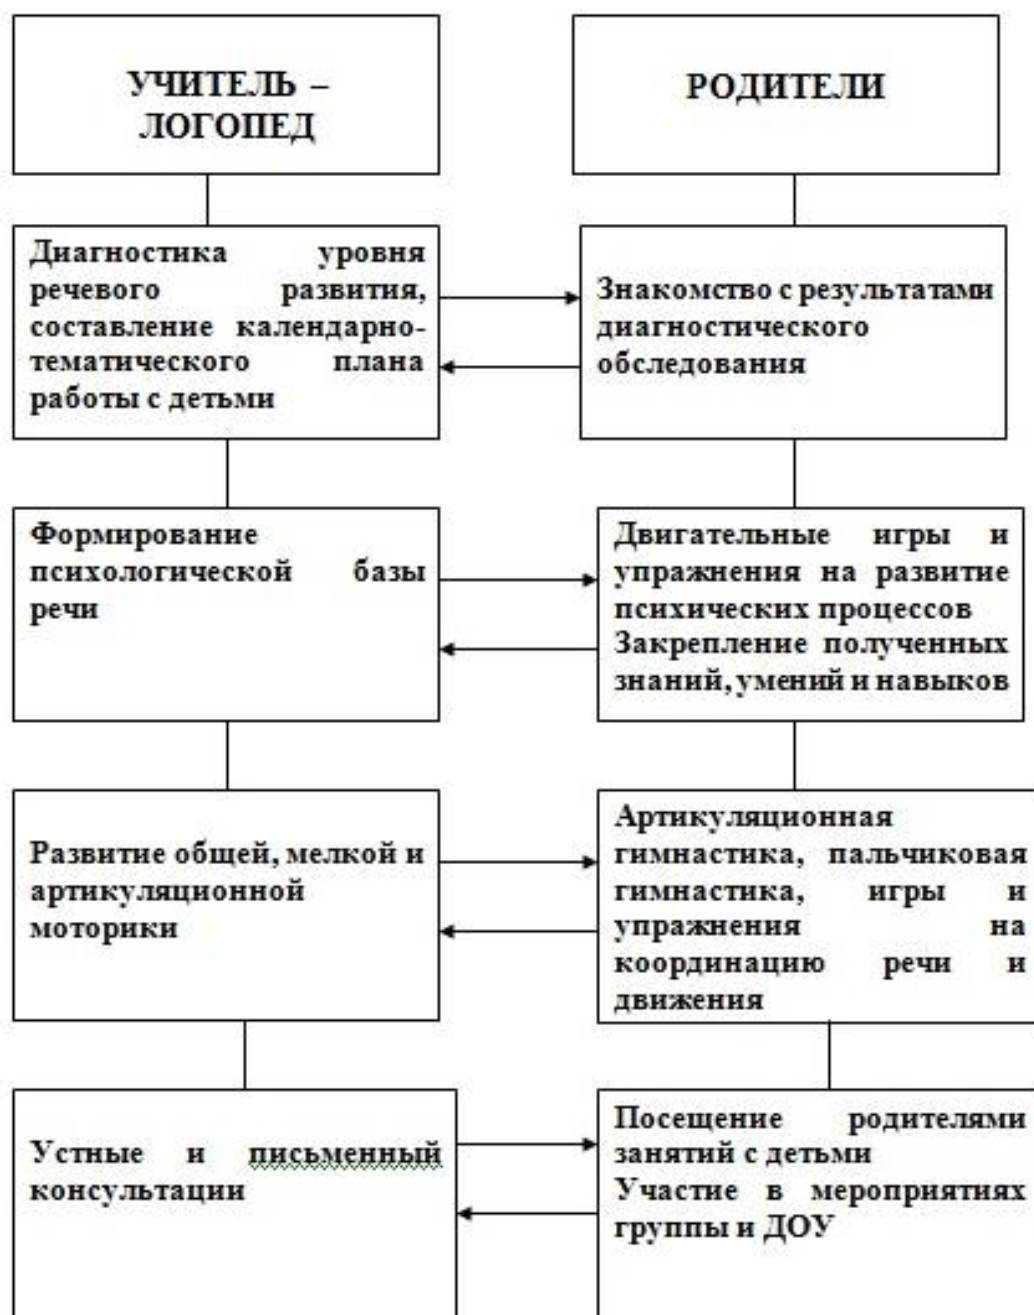 УЧИТЕЛЬ –
ЛОГОПЕД
РОДИТЕЛИ
Диагностика уровня
речевого развития,
составление календарно-
тематического плана
работы с детьми
Знакомство с результатами
диагностического
обследования
Формирование
психологической базы
речи
Двигательные игры и
упражнения на развитие
психических процессов
Закрепление полученных
знаний, умений и навыков
Развитие общей, мелкой и
артикуляционной
моторики
Артикуляционная
гимнастика, пальчиковая
гимнастика, игры и
упражнения на
координацию речи и
движения
Устные и письменный
консультации
Посещение родителями
занятий с детьми
Участие в мероприятиях
группы и ДОУ